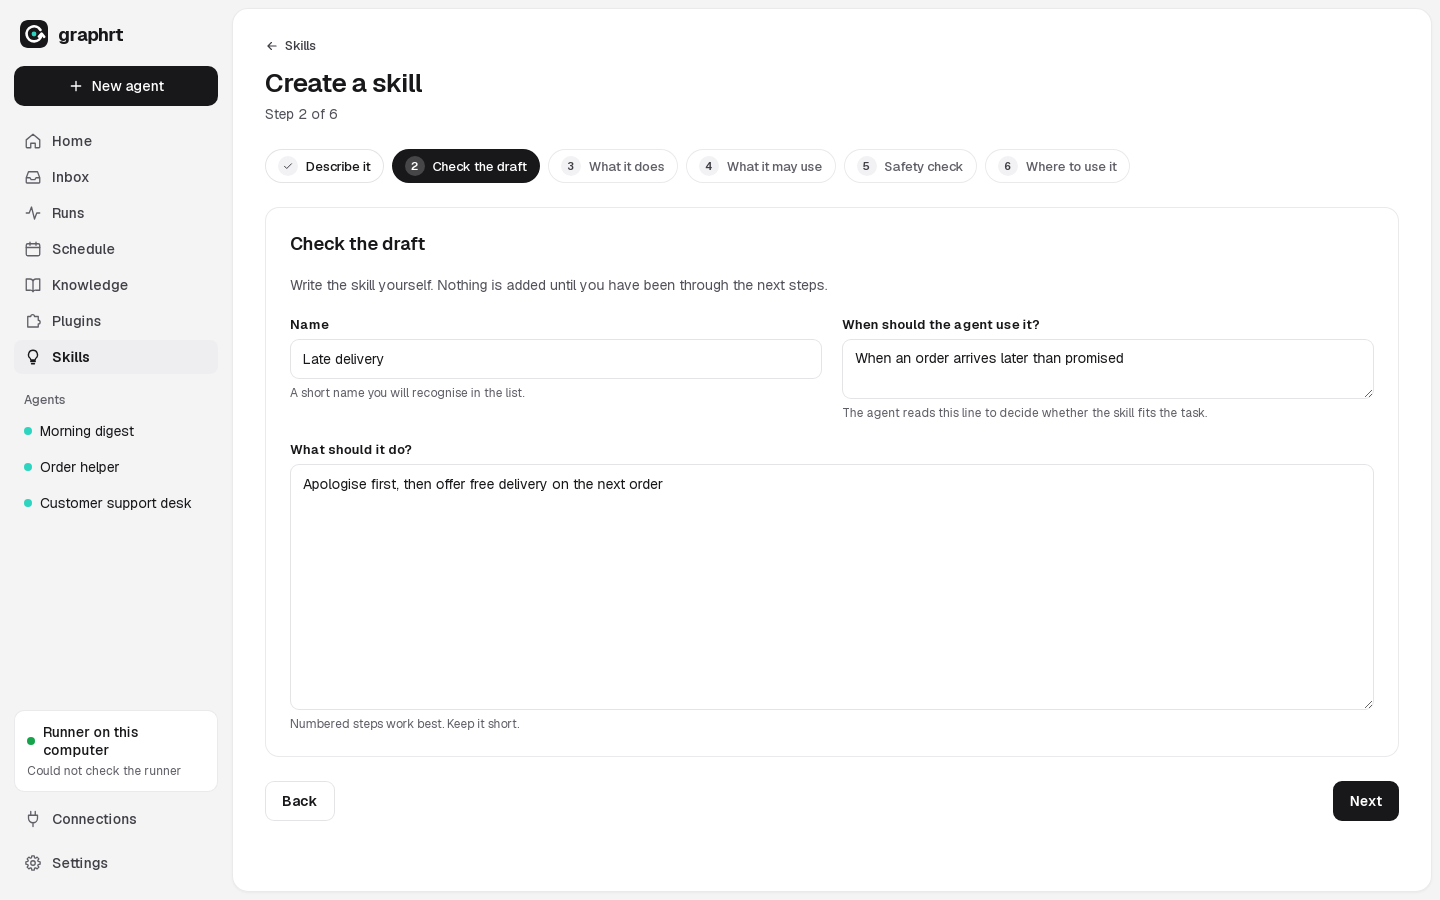 graphrt
New agent
Home
Inbox
Runs
Schedule
Knowledge
Plugins
Skills
Agents
Morning digest
Order helper
Customer support desk
Runner on this
computer
Could not check the runner
Connections
Settings
Skills
Create a skill
Step 2 of 6
Describe it
2 Check the draft
3 What it does
4 What it may use
5 Safety check
6 Where to use it
Check the draft
Write the skill yourself. Nothing is added until you have been through the next steps.
Name
Late delivery
A short name you will recognise in the list.
When should the agent use it?
When an order arrives later than promised
The agent reads this line to decide whether the skill fits the task.
What should it do?
Apologise first, then offer free delivery on the next order
Numbered steps work best. Keep it short.
Back
Next